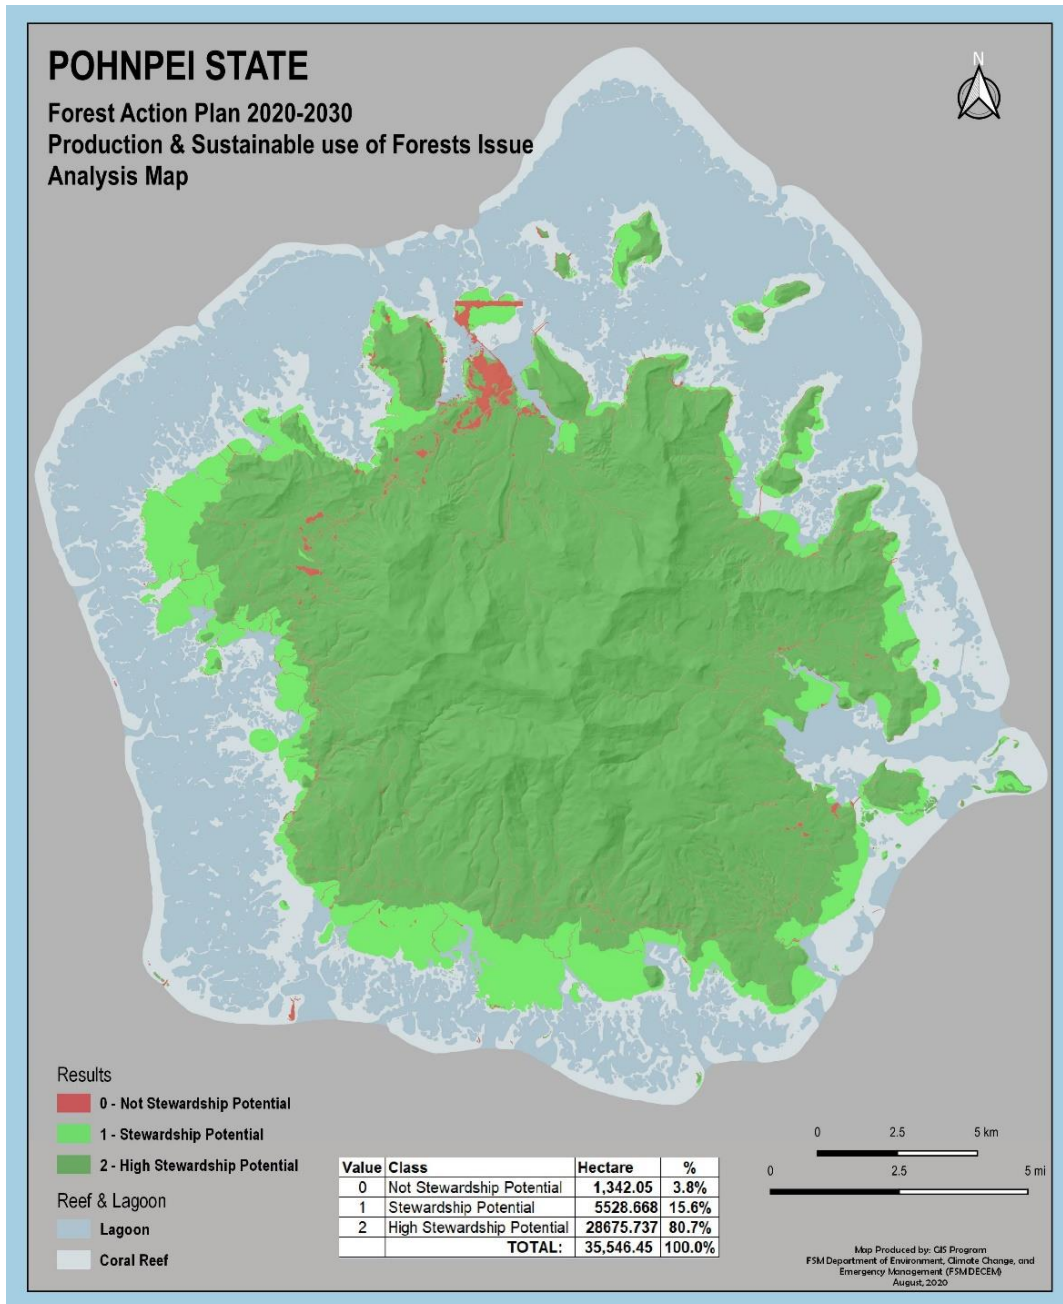 POHNPEI STATE
Forest Action Plan 2020-2030
Production & Sustainable use of Forests Issue
Analysis Map
N
Results
0 - Not Stewardship Potential
1 - Stewardship Potential
2 - High Stewardship Potential
Reef & Lagoon
Lagoon
Coral Reef
Value Class Hectare %
0 Not Stewardship Potential 1,342.05 3.8%
1 Stewardship Potential 5528.668 15.6%
2 High Stewardship Potential 28675.737 80.7%
TOTAL: 35,546.45 100.0%
0 2.5 5 km
0 2.5 5 mi
Map Produced by: GIS Program
FSM Department of Environment, Climate Change, and
Emergency Management (FSMDECEM)
August, 2020